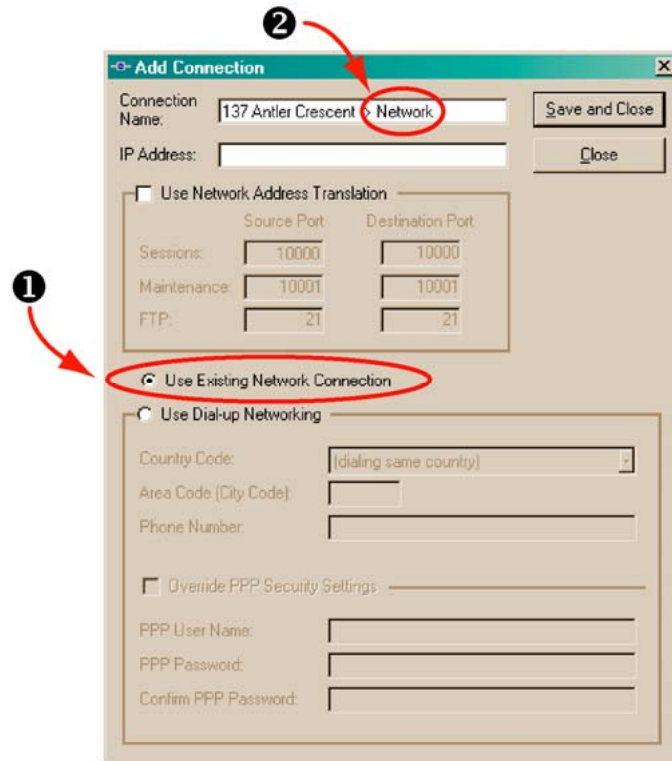 ❷
Add Connection
Connection Name:
137 Antler Crescent > Network
Save and Close
IP Address:
Close
Use Network Address Translation
Source Port
Destination Port
Sessions:
10000
10000
Maintenance:
10001
10001
FTP:
21
21
❶
Use Existing Network Connection
Use Dial-up Networking
Country Code:
(dialing same country)
Area Code (City Code):
Phone Number:
Override PPP Security Settings
PPP User Name:
PPP Password:
Confirm PPP Password: